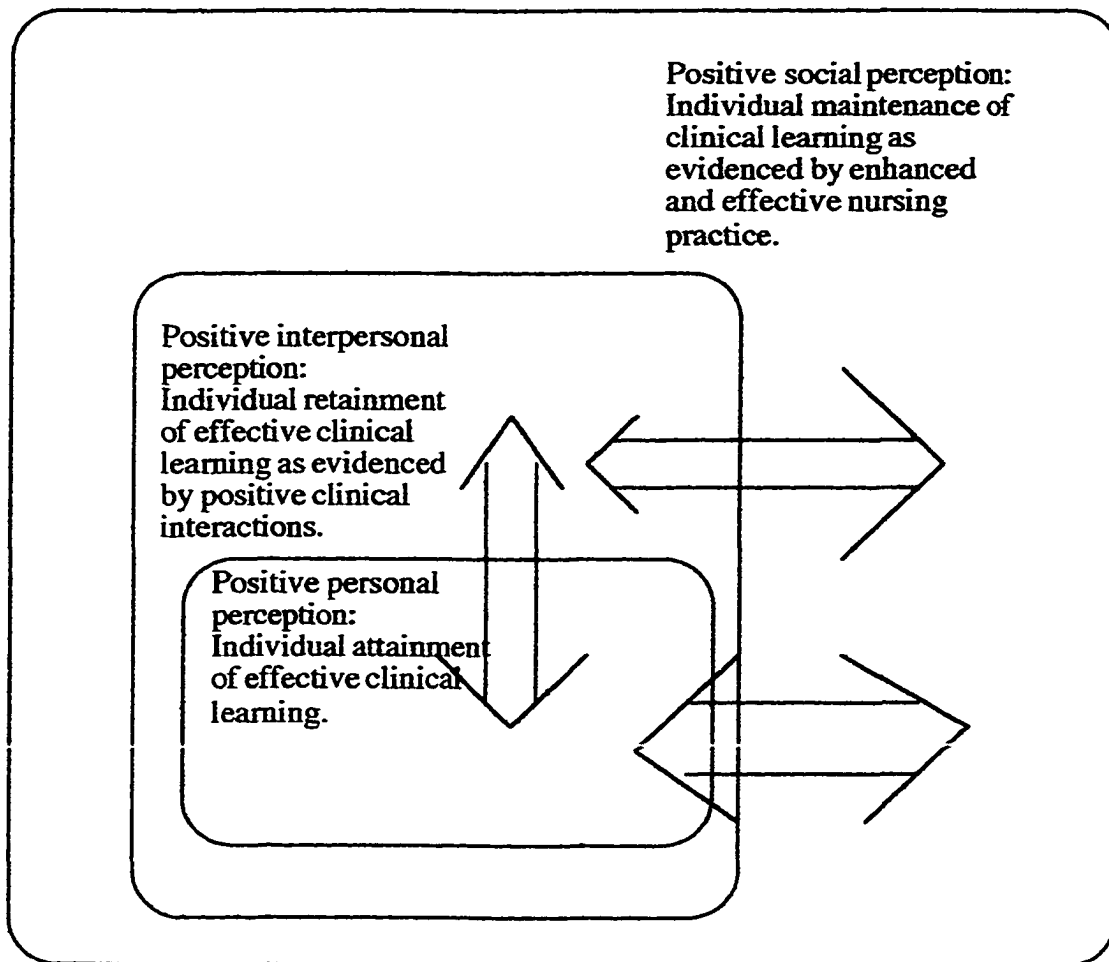 Positive social perception:
Individual maintenance of
clinical learning as
evidenced by enhanced
and effective nursing
practice.
Positive interpersonal
perception:
Individual retainment
of effective clinical
learning as evidenced
by positive clinical
interactions.
Positive personal
perception:
Individual attainment
of effective clinical
learning.